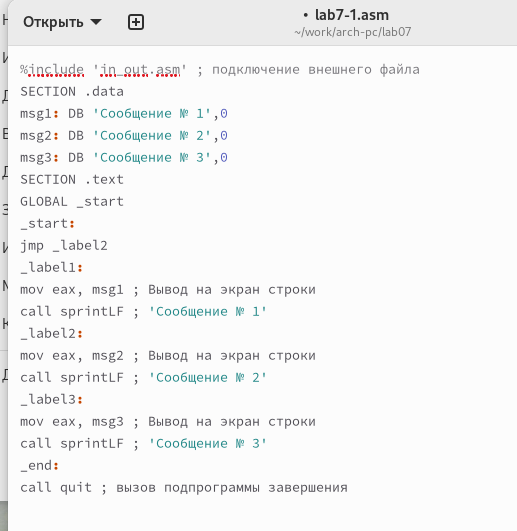 Открыть
• lab7-1.asm
~/work/arch-pc/lab07
%include 'in_out.asm' ; подключение внешнего файла
SECTION .data
msg1: DB 'Сообщение № 1',0
msg2: DB 'Сообщение № 2',0
msg3: DB 'Сообщение № 3',0
SECTION .text
GLOBAL _start
_start:
jmp _label2
_label1:
mov eax, msg1 ; Вывод на экран строки
call sprintLF ; 'Сообщение № 1'
_label2:
mov eax, msg2 ; Вывод на экран строки
call sprintLF ; 'Сообщение № 2'
_label3:
mov eax, msg3 ; Вывод на экран строки
call sprintLF ; 'Сообщение № 3'
_end:
call quit ; вызов подпрограммы завершения